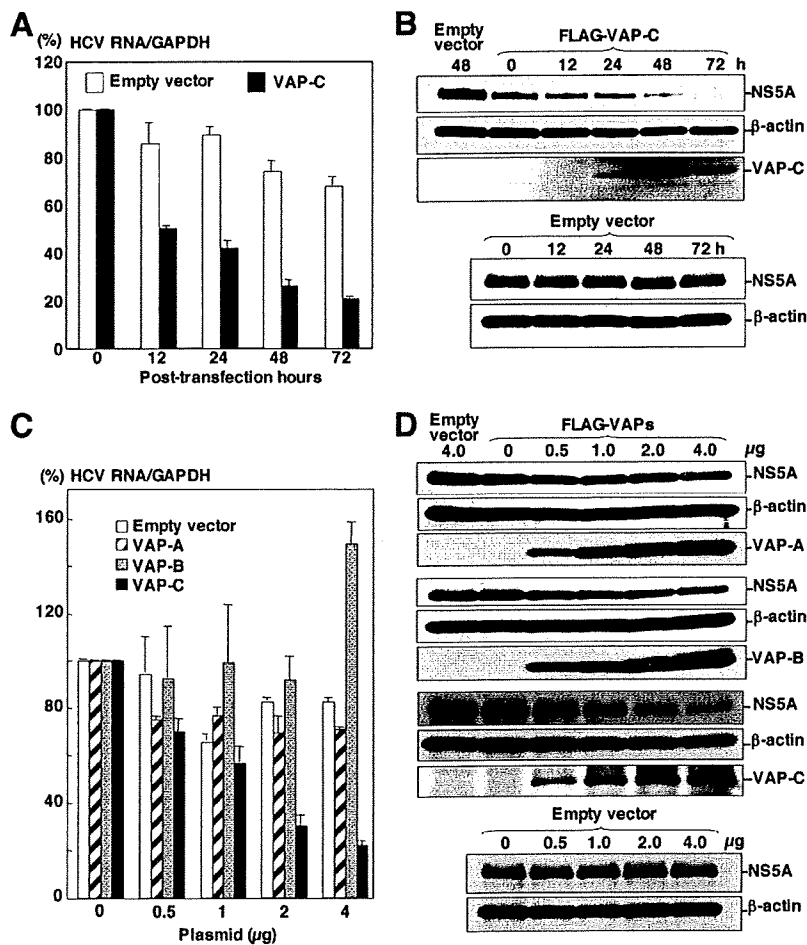 A
(%) HCV RNA/GAPDH
120
100
80
60
40
20
0
Empty vector
VAP-C
0 12 24 48 72
Post-transfection hours
B
Empty vector
FLAG-VAP-C
48 0 12 24 48 72 h
NS5A
β-actin
VAP-C
Empty vector
0 12 24 48 72 h
NS5A
β-actin
C
(%) HCV RNA/GAPDH
160
120
80
40
0
Empty vector
VAP-A
VAP-B
VAP-C
0 0.5 1 2 4
Plasmid (µg)
D
Empty vector
FLAG-VAPs
4.0 0 0.5 1.0 2.0 4.0 µg
NS5A
β-actin
VAP-A
NS5A
β-actin
VAP-B
NS5A
β-actin
VAP-C
Empty vector
0 0.5 1.0 2.0 4.0 µg
NS5A
β-actin